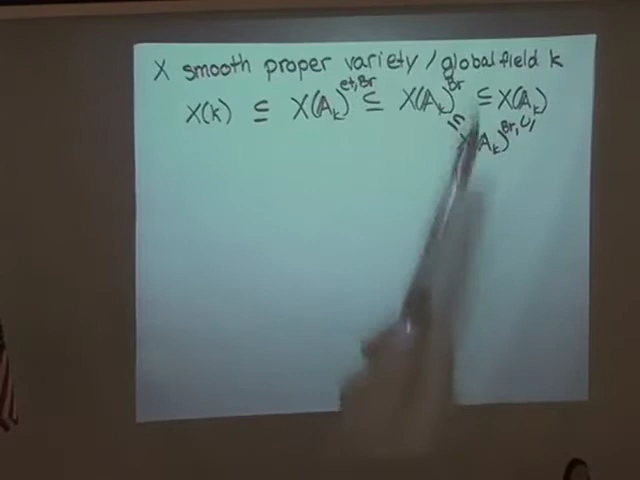 X smooth proper variety / global field k
X(k) ⊆ X(𝔸_k)^{et,Br} ⊆ X(𝔸_k)^{Br} ⊆ X(𝔸_k)
⊆ X(𝔸_k)^{Br,U,}